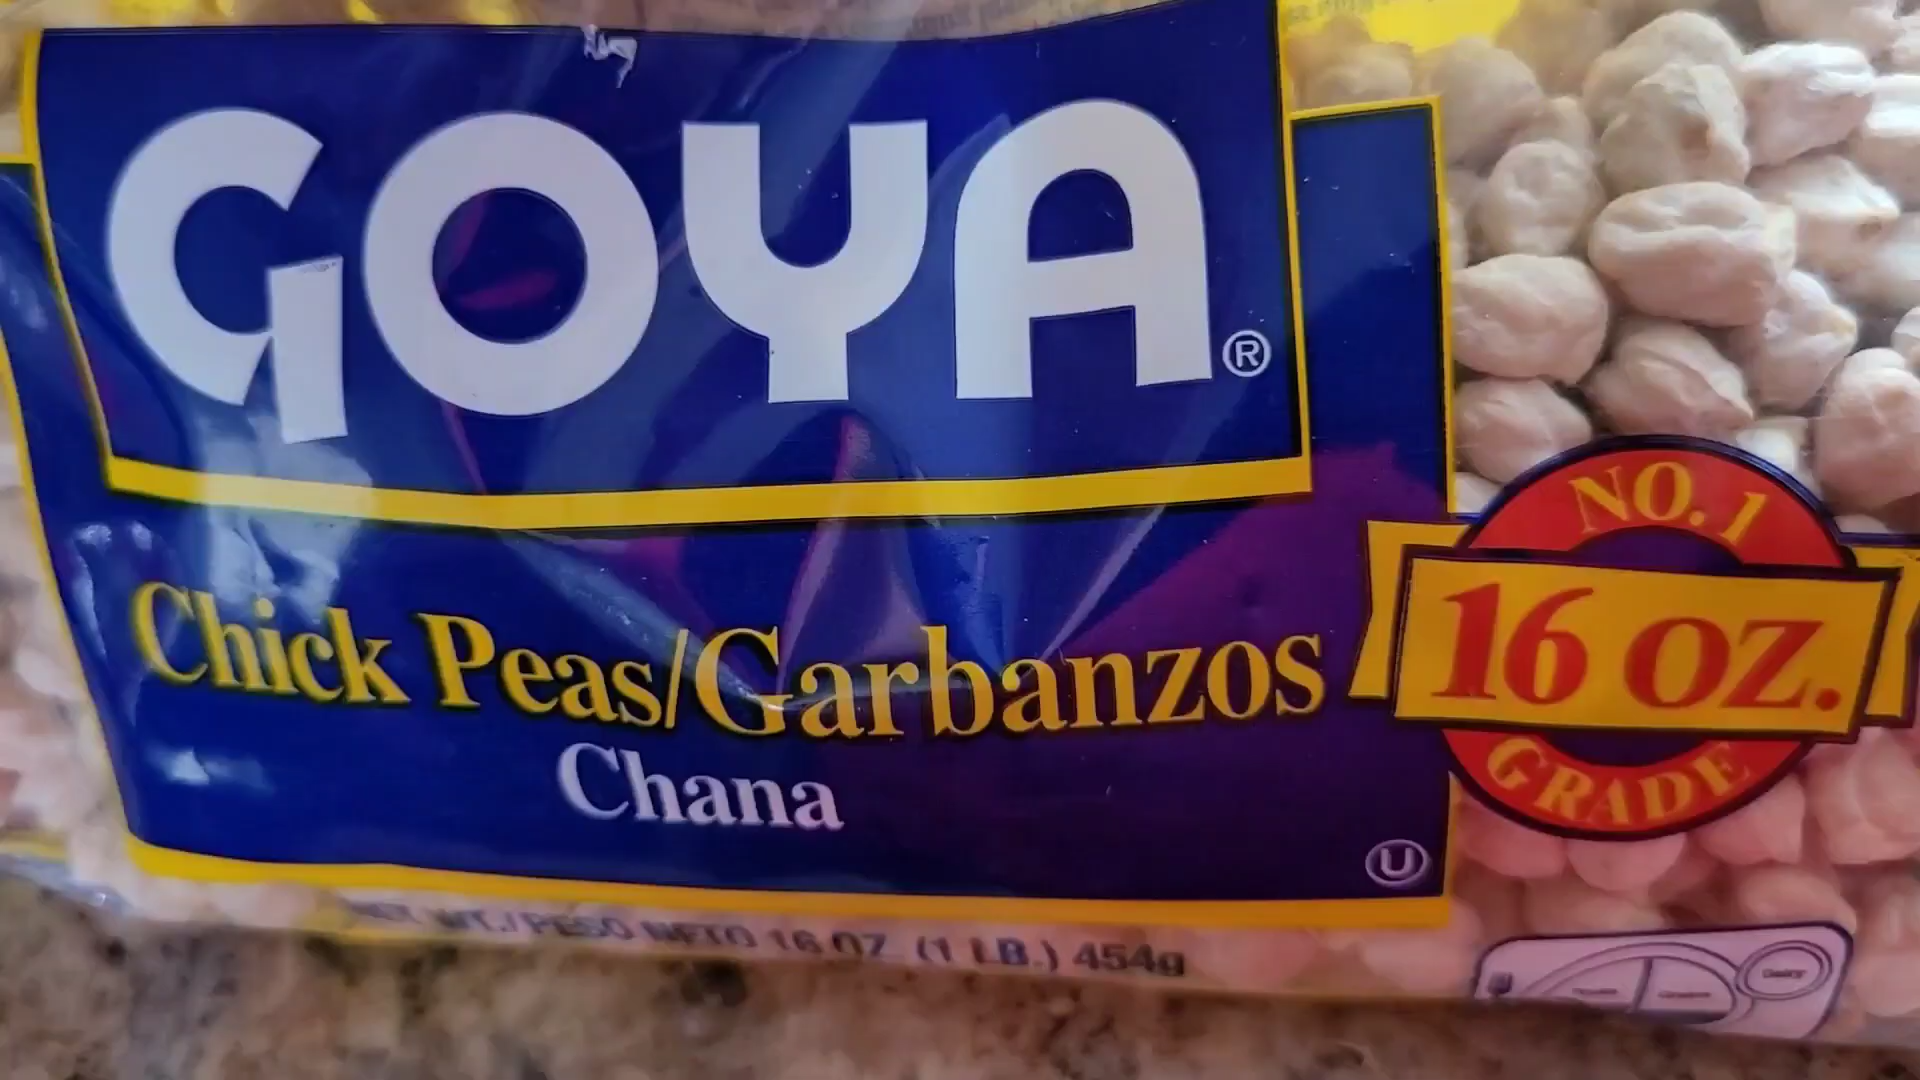 GOYA®
Chick Peas/Garbanzos
Chana
NO. 1
16 OZ.
GRADE
U
NET WT./PESO NETO 16 OZ. (1 LB.) 454g
Dairy